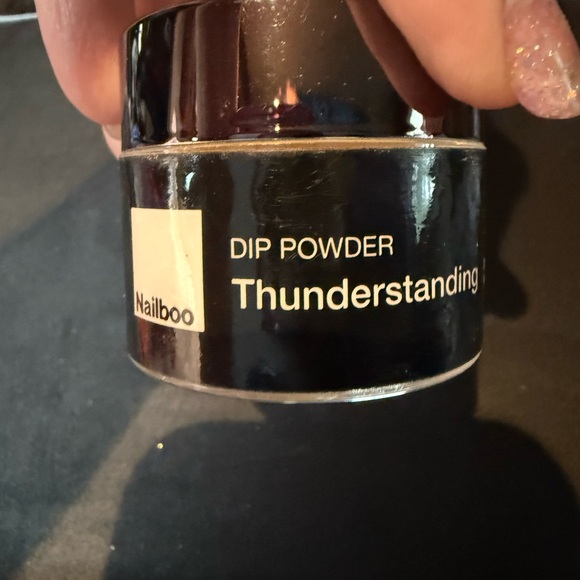 Nailboo
DIP POWDER
Thunderstanding